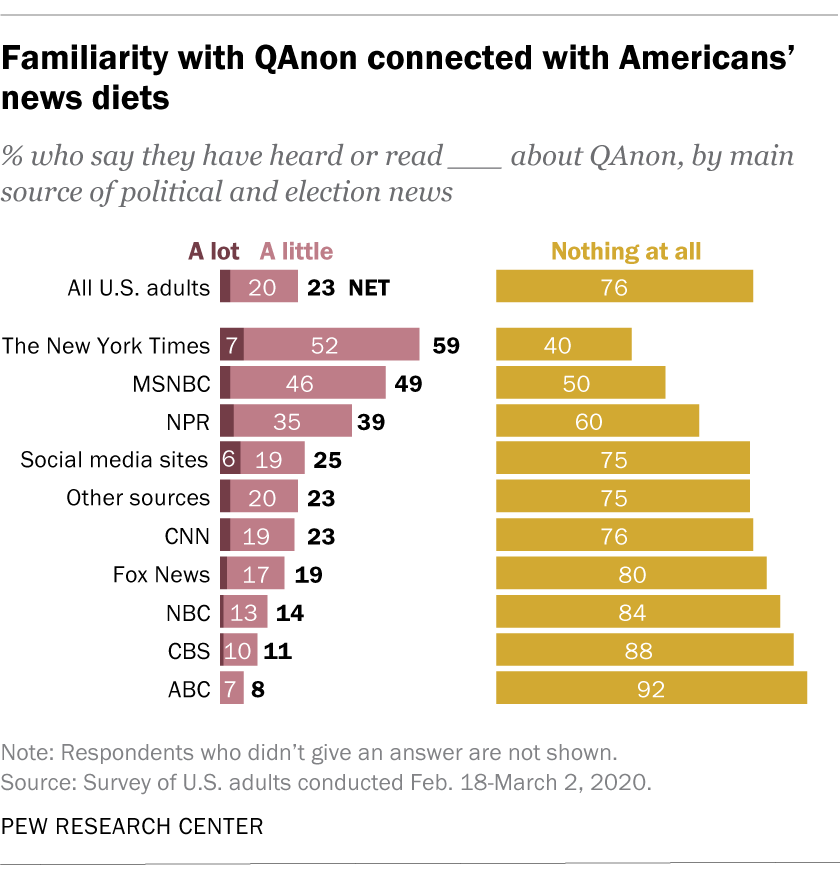 Familiarity with QAnon connected with Americans’
news diets
% who say they have heard or read ___ about QAnon, by main
source of political and election news
A lot A little Nothing at all
All U.S. adults 20 23 NET 76
The New York Times 7 52 59 40
MSNBC 46 49 50
NPR 35 39 60
Social media sites 6 19 25 75
Other sources 20 23 75
CNN 19 23 76
Fox News 17 19 80
NBC 13 14 84
CBS 10 11 88
ABC 7 8 92
Note: Respondents who didn’t give an answer are not shown.
Source: Survey of U.S. adults conducted Feb. 18-March 2, 2020.
PEW RESEARCH CENTER